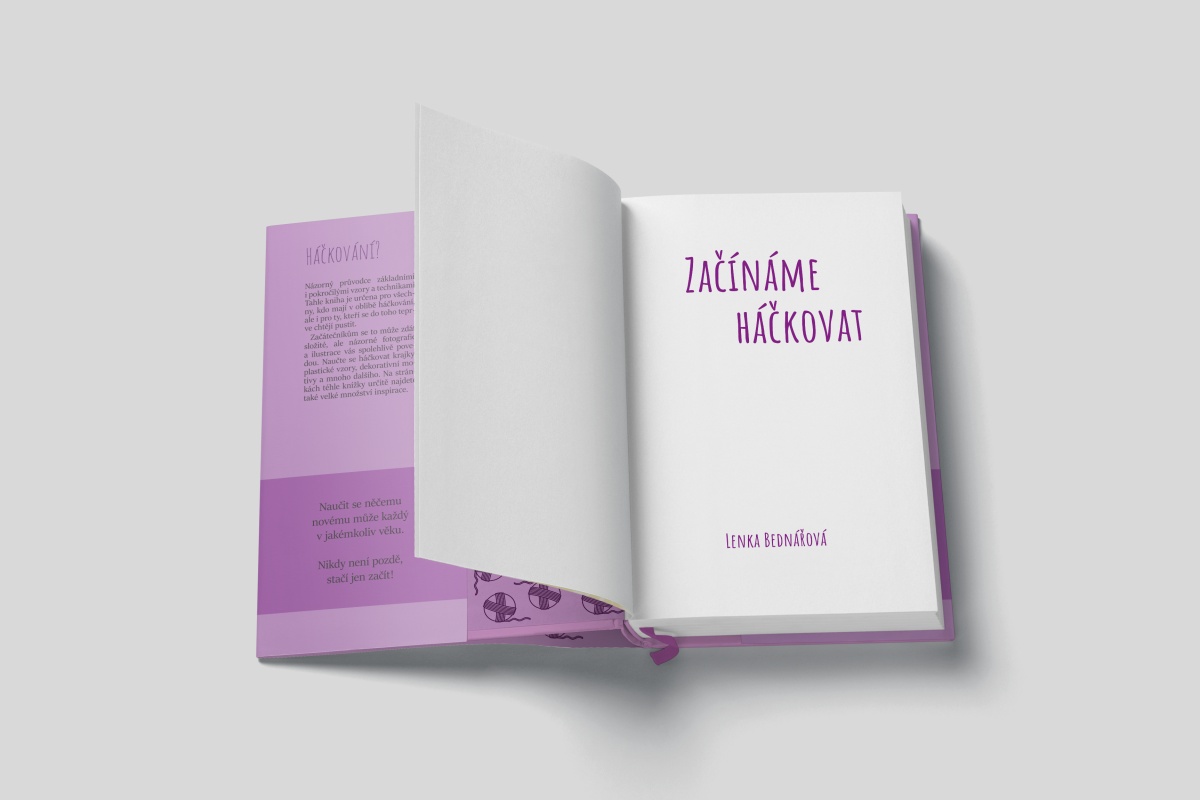 Háčkování?
Názorný průvodce základními
i pokročilými vzory a technikami.
Tahle kniha je určena pro všech-
ny, kdo mají v oblibě háčkování,
ale i pro ty, kteří se do toho tepr-
ve chtějí pustit.
Začátečníkům se to může zdát
složité, ale názorné fotografie
a ilustrace vás spolehlivě pove-
dou. Naučte se háčkovat krajky,
plastické vzory, dekorativní mo-
tivy a mnoho dalšího. Na strán-
kách téhle knížky určitě najdete
také velké množství inspirace.
Naučit se něčemu
novému může každý
v jakémkoliv věku.
Nikdy není pozdě,
stačí jen začít!
Začínáme
háčkovat
Lenka Bednářová